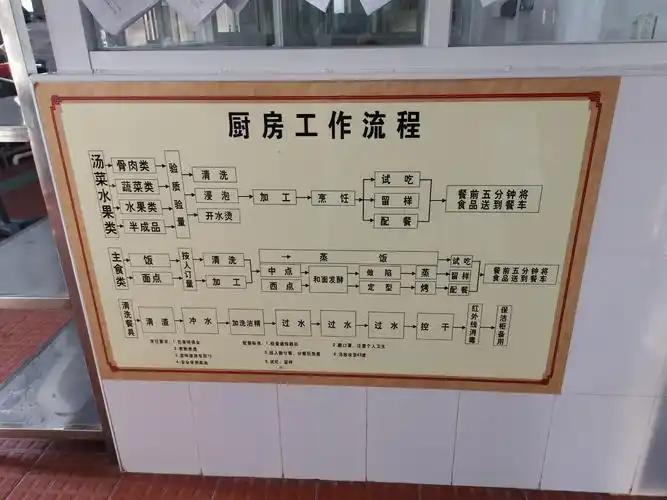 厨房工作流程
汤菜水果类
骨肉类
蔬菜类
水果类
半成品
验质验量
清洗
浸泡
开水烫
加工
烹饪
试吃
留样
配餐
餐前五分钟将
食品送到餐车
主食类
饭
面点
按人订量
清洗
加工
蒸饭
中点
西点
和面发酵
做馅
定型
蒸
烤
试吃
留样
配餐
餐前五分钟将
食品送到餐车
清洗餐具
清渣
冲水
加洗洁精
过水
过水
过水
控干
红外线消毒
保洁柜备用